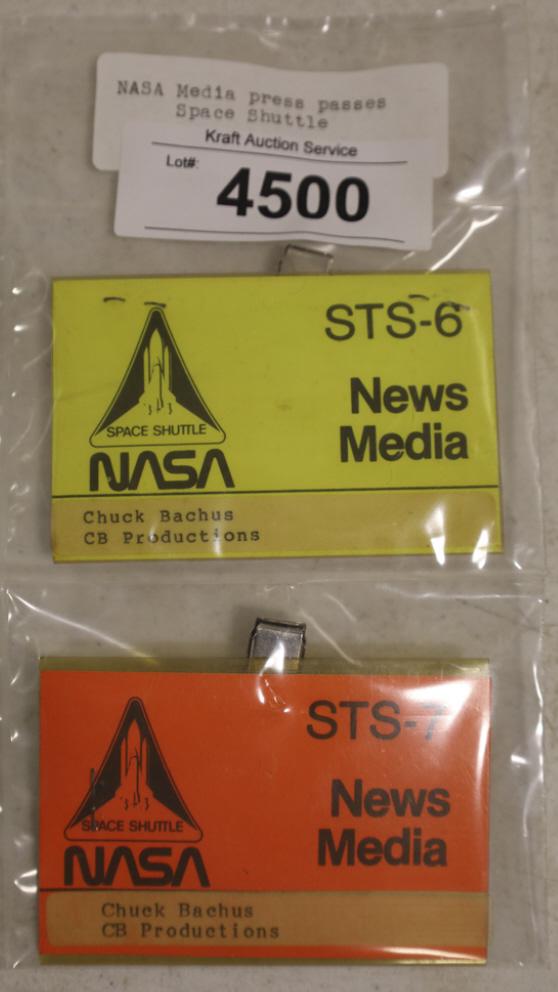 NASA Media press passes
Space Shuttle
Kraft Auction Service
Lot#:
4500
STS-6
News
Media
SPACE SHUTTLE
NASA
Chuck Bachus
CB Productions
STS-7
News
Media
SPACE SHUTTLE
NASA
Chuck Bachus
CB Productions